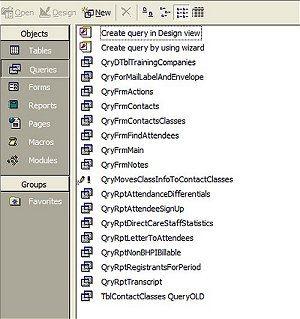 Open Design New
Objects
Tables
Queries
Forms
Reports
Pages
Macros
Modules
Groups
Favorites
Create query in Design view
Create query by using wizard
QryDTblTrainingCompanies
QryForMailLabelAndEnvelope
QryFrmActions
QryFrmContacts
QryFrmContactsClasses
QryFrmFindAttendees
QryFrmMain
QryFrmNotes
QryMovesClassInfoToContactClasses
QryRptAttendanceDifferentials
QryRptAttendeeSignUp
QryRptDirectCareStaffStatistics
QryRptLetterToAttendees
QryRptNonBHPIBillable
QryRptRegistrantsForPeriod
QryRptTranscript
TblContactClasses QueryOLD